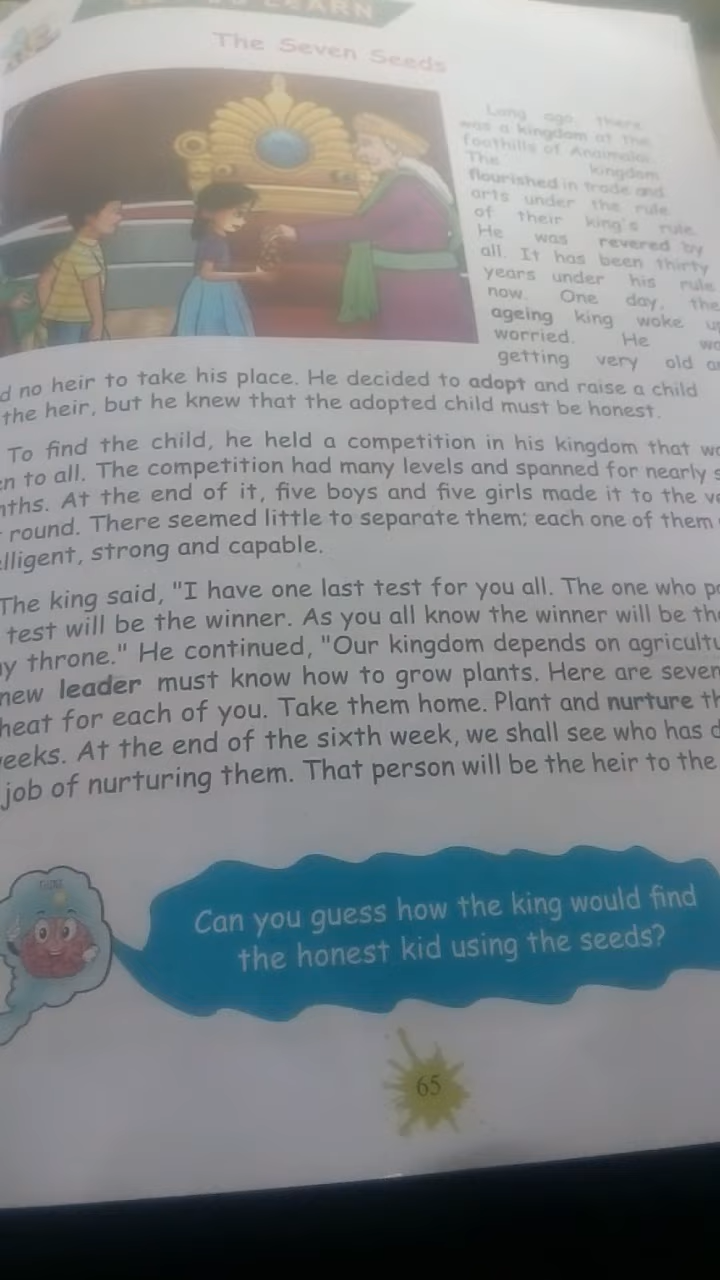 LEARN
The Seven Seeds
Long ago, there
was a kingdom at the
foothills of Anaimalai.
The kingdom
flourished in trade and
arts under the rule
of their king's rule.
He was revered by
all. It has been thirty
years under his rule
now. One day, the
ageing king woke
worried. He
getting very old
no heir to take his place. He decided to adopt and raise a child
the heir, but he knew that the adopted child must be honest.
To find the child, he held a competition in his kingdom that
to all. The competition had many levels and spanned for nearly
At the end of it, five boys and five girls made it to the
round. There seemed little to separate them; each one of them
strong and capable.
The king said, "I have one last test for you all. The one who
test will be the winner. As you all know the winner will be
throne." He continued, "Our kingdom depends on
new leader must know how to grow plants. Here are seven
for each of you. Take them home. Plant and nurture
At the end of the sixth week, we shall see who has
job of nurturing them. That person will be the heir to the
Can you guess how the king would find
the honest kid using the seeds?
65